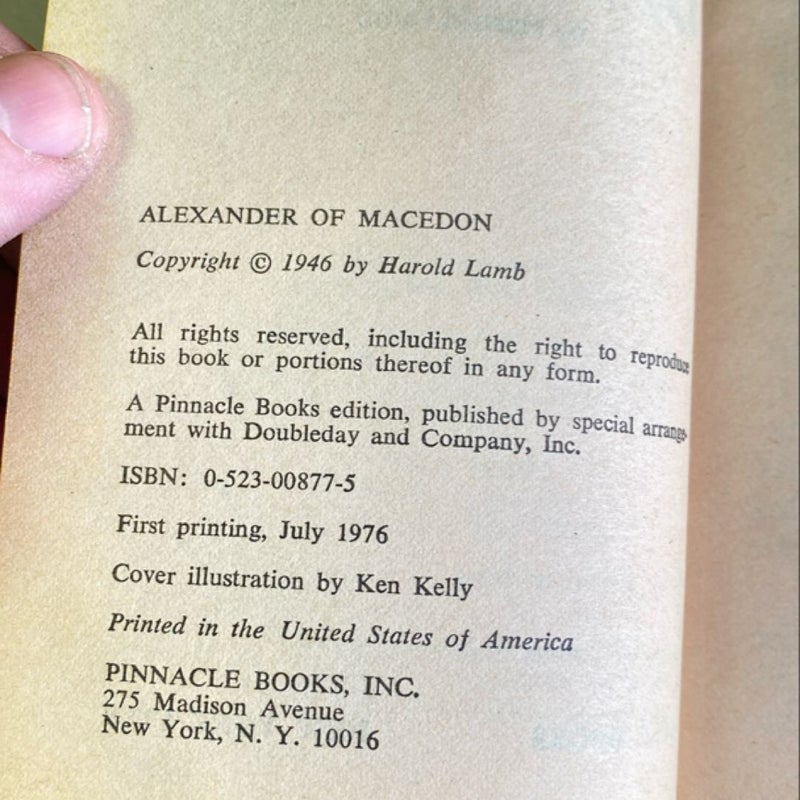 ALEXANDER OF MACEDON
Copyright © 1946 by Harold Lamb
All rights reserved, including the right to reproduce
this book or portions thereof in any form.
A Pinnacle Books edition, published by special arrange-
ment with Doubleday and Company, Inc.
ISBN: 0-523-00877-5
First printing, July 1976
Cover illustration by Ken Kelly
Printed in the United States of America
PINNACLE BOOKS, INC.
275 Madison Avenue
New York, N. Y. 10016